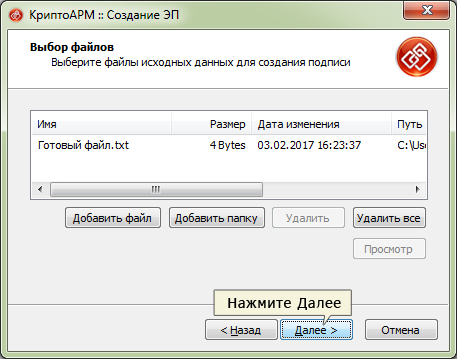 КриптоАРМ :: Создание ЭП
Выбор файлов
Выберите файлы исходных данных для создания подписи
Имя Размер Дата изменения Путь
Готовый файл.txt 4 Bytes 03.02.2017 16:23:37 C:\Use
Добавить файл Добавить папку Удалить Удалить все
Просмотр
Нажмите Далее
< Назад Далее > Отмена